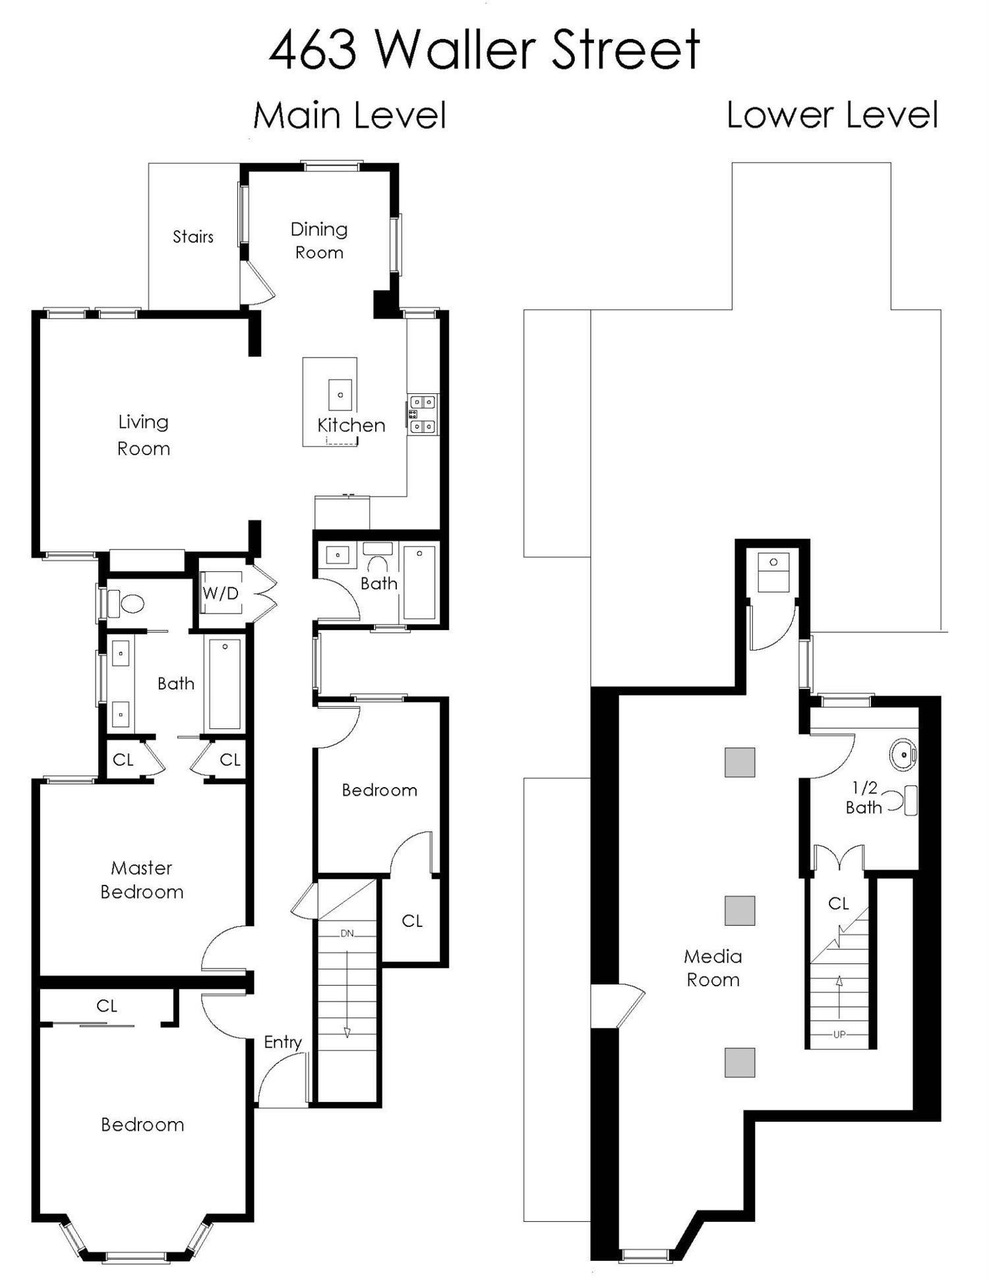 463 Waller Street
Main Level
Lower Level
Stairs
Dining
Room
Living
Room
Kitchen
Bath
W/D
Bath
CL
CL
Bedroom
Master
Bedroom
CL
DN
CL
Entry
Bedroom
1/2
Bath
CL
Media
Room
UP